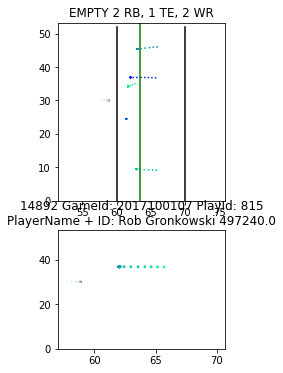 EMPTY 2 RB, 1 TE, 2 WR
50
40
30
20
10
0
55 60 65 70 75
14892 GameId: 2017100107 PlayId: 815
PlayerName + ID: Rob Gronkowski 497240.0
40
20
0
60 65 70